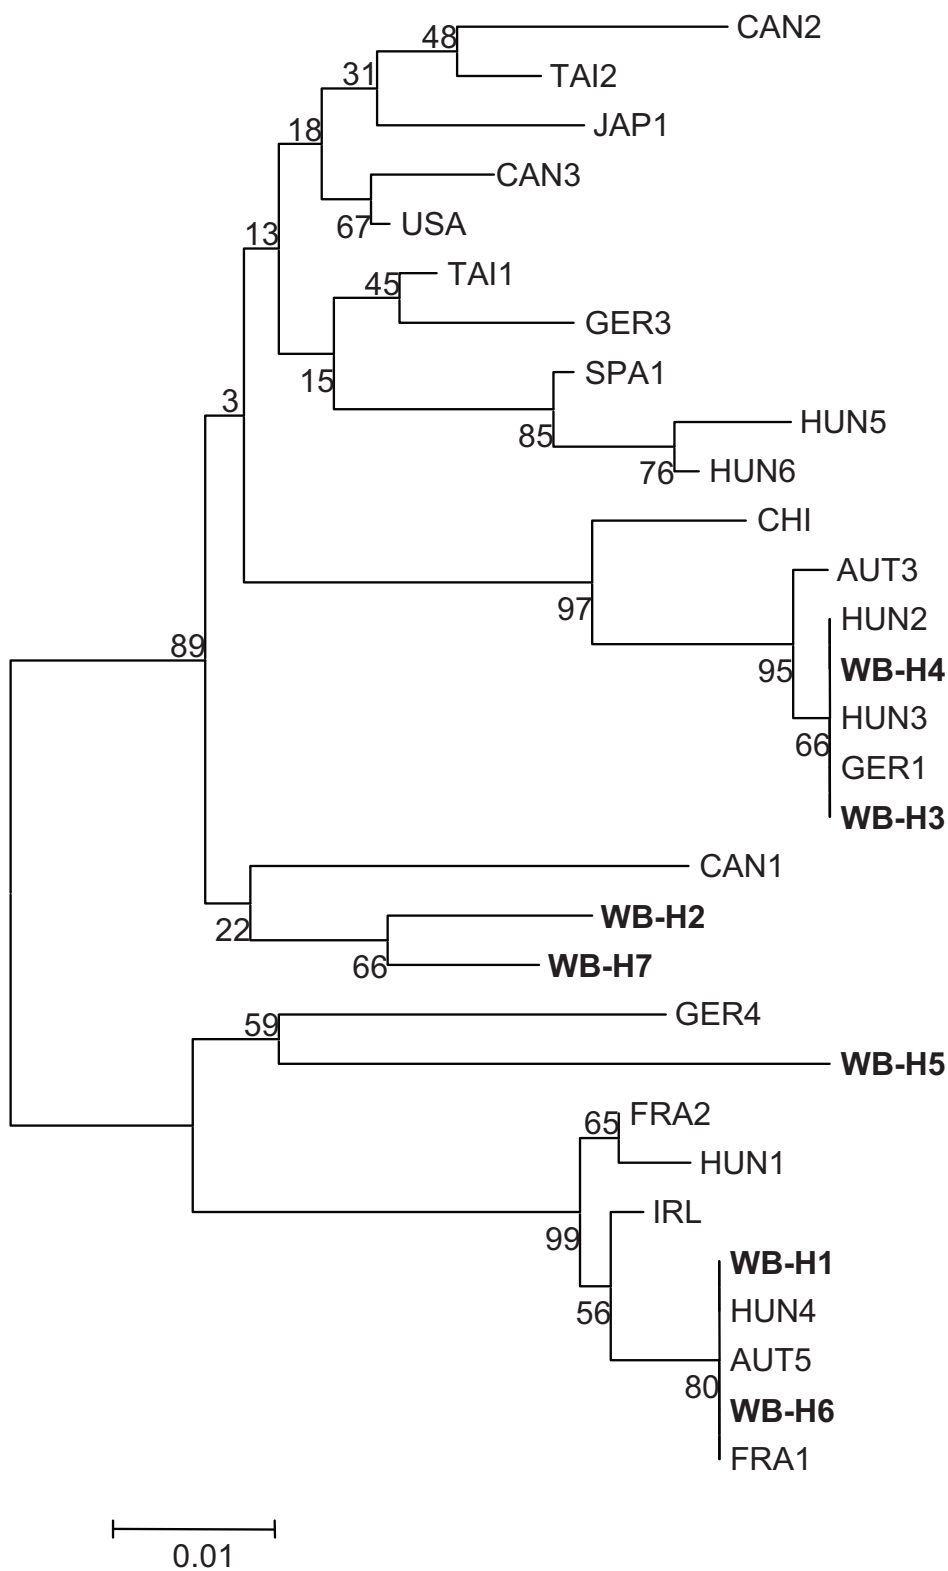 48 CAN2
TAI2
31
JAP1
18
CAN3
67 USA
13
TAI1
45
GER3
15
SPA1
3
HUN5
85
76 HUN6
CHI
AUT3
97
HUN2
89
95 WB-H4
HUN3
66
GER1
WB-H3
CAN1
22 WB-H2
66 WB-H7
59 GER4
WB-H5
65 FRA2
HUN1
IRL
99
WB-H1
56 HUN4
AUT5
80
WB-H6
FRA1
0.01